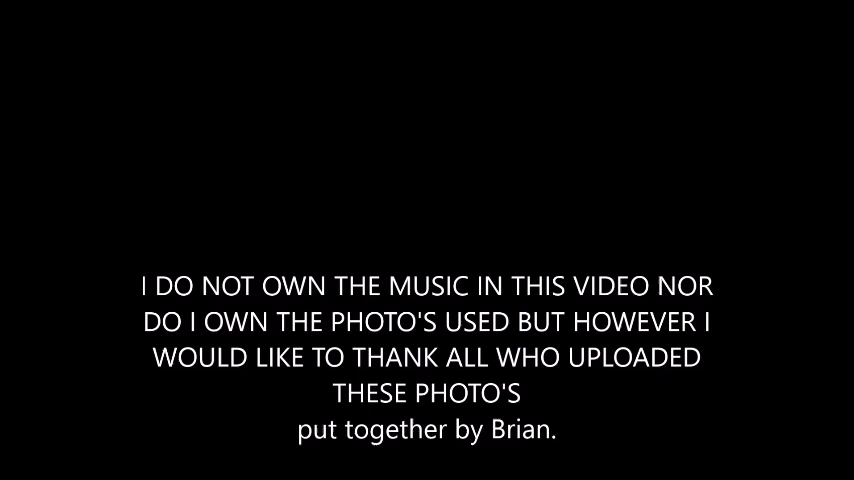 I DO NOT OWN THE MUSIC IN THIS VIDEO NOR
DO I OWN THE PHOTO'S USED BUT HOWEVER I
WOULD LIKE TO THANK ALL WHO UPLOADED
THESE PHOTO'S
put together by Brian.